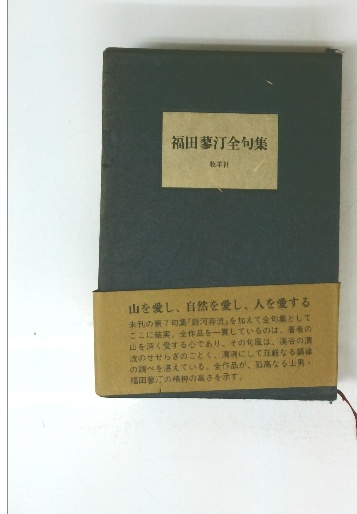 福田蓼汀全句集
牧羊社
山を愛し、自然を愛し、人を愛する
未刊の第7句集「銀河奔流」を加えて全句集として
ここに結実。全作品を一貫しているのは、著者の
山を深く愛する心であり、その句風は、渓谷の清
流のせせらぎのごとく、清冽にして荘厳なる韻律
の調べを湛えている。全作品が、孤高なる山男・
福田蓼汀の精神の高さを示す。